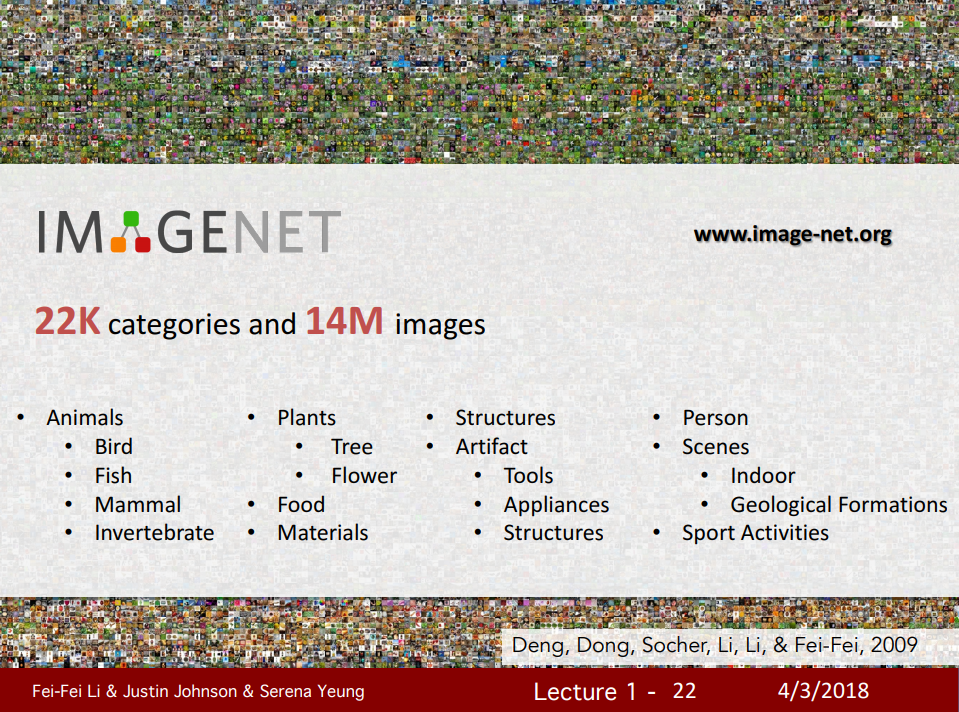 IMAGENET
www.image-net.org
22K categories and 14M images
• Animals
• Bird
• Fish
• Mammal
• Invertebrate
• Plants
• Tree
• Flower
• Food
• Materials
• Structures
• Artifact
• Tools
• Appliances
• Structures
• Person
• Scenes
• Indoor
• Geological Formations
• Sport Activities
Deng, Dong, Socher, Li, Li, & Fei-Fei, 2009
Fei-Fei Li & Justin Johnson & Serena Yeung
Lecture 1 - 22
4/3/2018